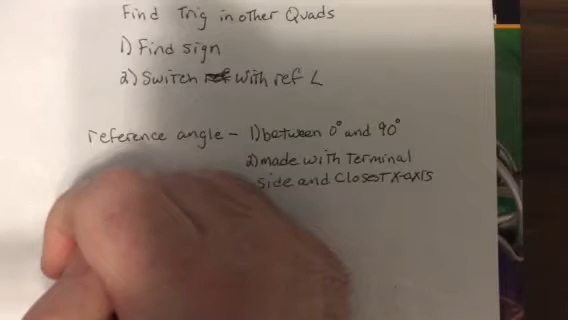 Find Trig in other Quads
1) Find sign
2) Switch with ref ∠
reference angle - 1) between 0° and 90°
2) made with Terminal
side and Closest x-axis